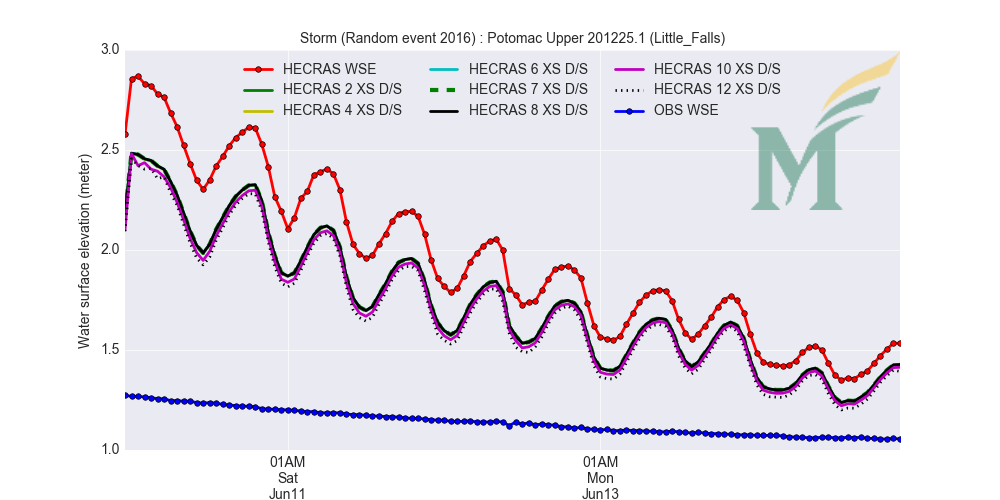 Storm (Random event 2016) : Potomac Upper 201225.1 (Little_Falls)
HECRAS WSE
HECRAS 2 XS D/S
HECRAS 4 XS D/S
HECRAS 6 XS D/S
HECRAS 7 XS D/S
HECRAS 8 XS D/S
HECRAS 10 XS D/S
HECRAS 12 XS D/S
OBS WSE
M
Water surface elevation (meter)
3.0
2.5
2.0
1.5
1.0
01AM
Sat
Jun11
01AM
Mon
Jun13